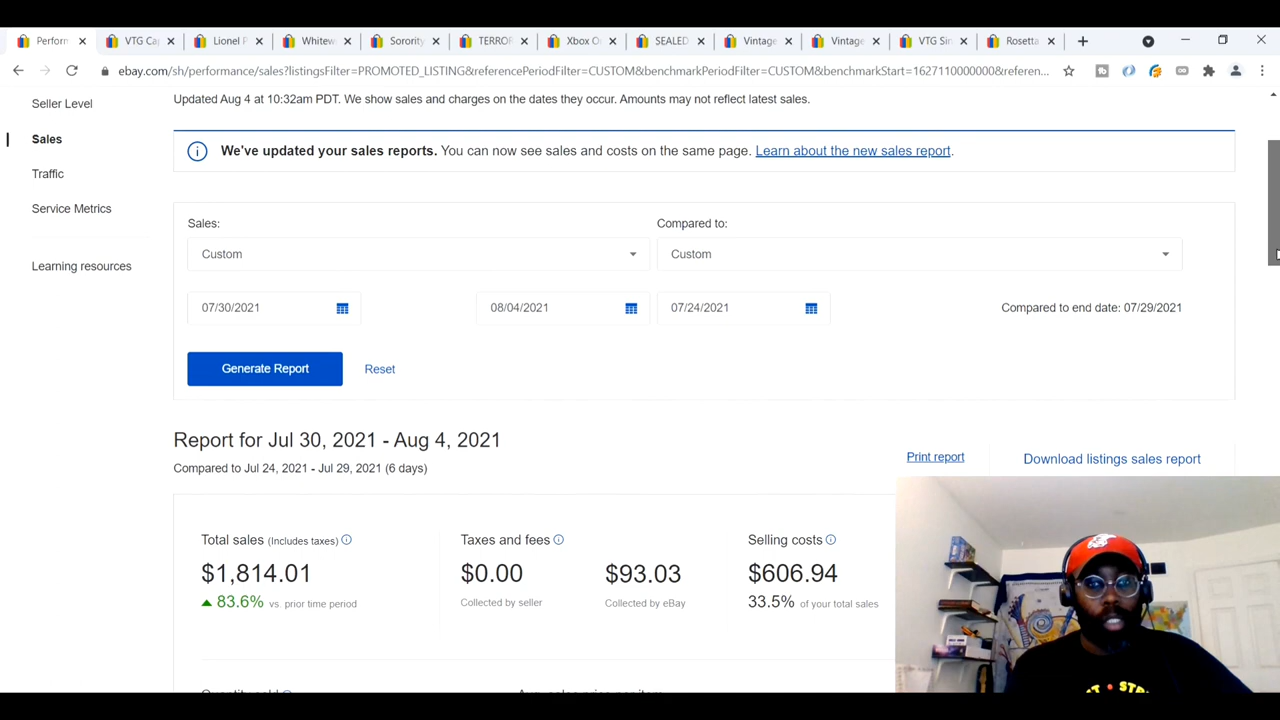 Perform
VTG Ca
Lionel P
Whitew
Sorority
TERROR
Xbox O
SEALED
Vintage
Vintage
VTG Sin
Rosetta
ebay.com/sh/performance/sales?listingsFilter=PROMOTED_LISTING&referencePeriodFilter=CUSTOM&benchmarkPeriodFilter=CUSTOM&benchmarkStart=1627110000000&referen...
Seller Level
Sales
Traffic
Service Metrics
Learning resources
Updated Aug 4 at 10:32am PDT. We show sales and charges on the dates they occur. Amounts may not reflect latest sales.
We've updated your sales reports. You can now see sales and costs on the same page. Learn about the new sales report.
Sales:
Compared to:
Custom
Custom
07/30/2021
08/04/2021
07/24/2021
Compared to end date: 07/29/2021
Generate Report
Reset
Report for Jul 30, 2021 - Aug 4, 2021
Compared to Jul 24, 2021 - Jul 29, 2021 (6 days)
Print report
Download listings sales report
Total sales (Includes taxes)
$1,814.01
83.6% vs. prior time period
Taxes and fees
$0.00
Collected by seller
$93.03
Collected by eBay
Selling costs
$606.94
33.5% of your total sales